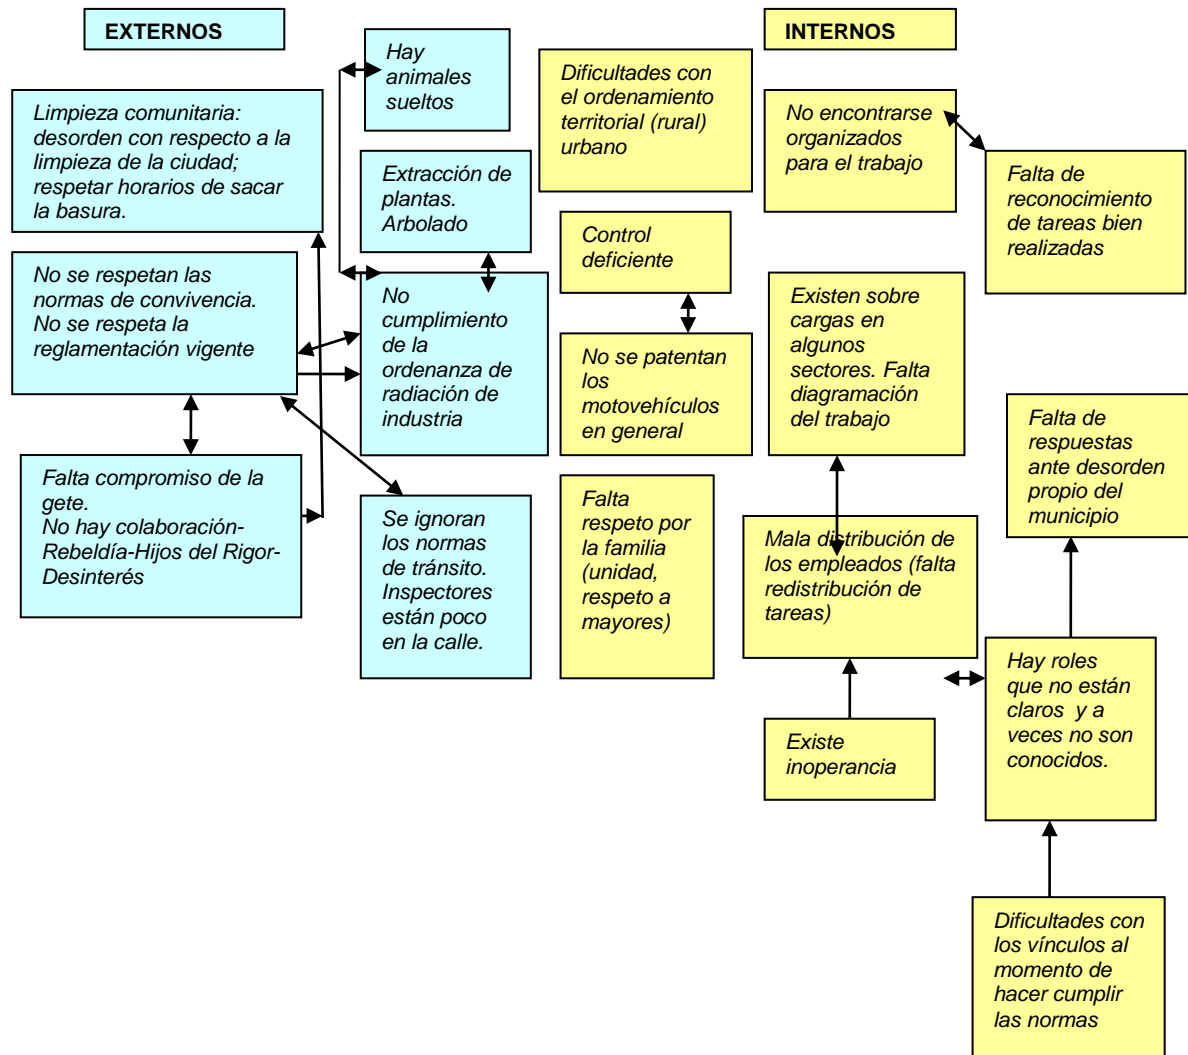 EXTERNOS
INTERNOS
Hay
animales
sueltos
Dificultades con
el ordenamiento
territorial (rural)
urbano
Limpieza comunitaria:
desorden con respecto a la
limpieza de la ciudad;
respetar horarios de sacar
la basura.
No encontrarse
organizados
para el trabajo
Falta de
reconocimiento
de tareas bien
realizadas
Extracción de
plantas.
Arbolado
Control
deficiente
No se respetan las
normas de convivencia.
No se respeta la
reglamentación vigente
No
cumplimiento
de la
ordenanza de
radiación de
industria
Existen sobre
cargas en
algunos
sectores. Falta
diagramación
del trabajo
No se patentan
los
motovehículos
en general
Falta de
respuestas
ante desorden
propio del
municipio
Falta compromiso de la
gete.
No hay colaboración-
Rebeldía-Hijos del Rigor-
Desinterés
Se ignoran
los normas
de tránsito.
Inspectores
están poco
en la calle.
Falta
respeto por
la familia
(unidad,
respeto a
mayores)
Mala distribución de
los empleados (falta
redistribución de
tareas)
Hay roles
que no están
claros y a
veces no son
conocidos.
Existe
inoperancia
Dificultades con
los vínculos al
momento de
hacer cumplir
las normas